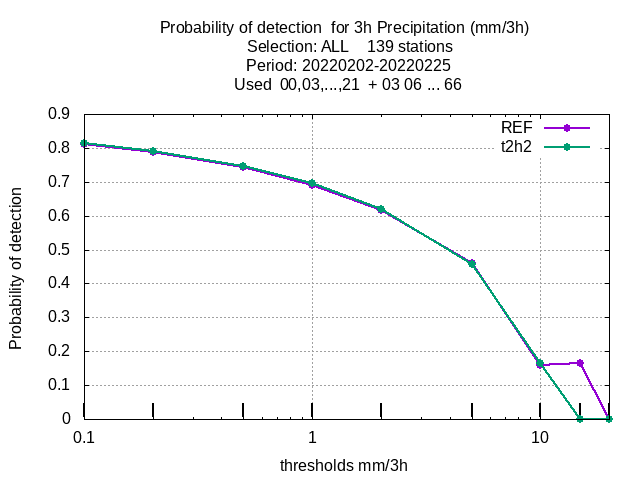 Probability of detection  for 3h Precipitation (mm/3h)
Selection: ALL    139 stations
Period: 20220202-20220225
Used  00,03,...,21  + 03 06 ... 66
REF
t2h2
Probability of detection
0.9
0.8
0.7
0.6
0.5
0.4
0.3
0.2
0.1
0
0.1 1 10
thresholds mm/3h